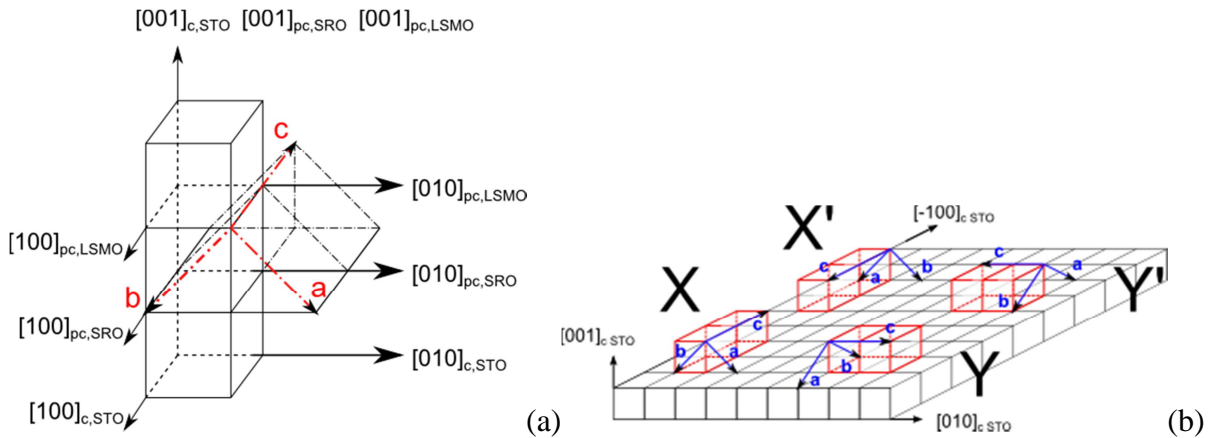 [001]c,STO [001]pc,SRO [001]pc,LSMO
c
[010]pc,LSMO
[100]pc,LSMO
[010]pc,SRO
b
a
[100]pc,SRO
[010]c,STO
[100]c,STO
(a)
X'
[-100]c STO
c
a
b
c
a
b
Y'
X
c
b
a
c
b
a
Y
[001]c STO
[010]c STO
(b)